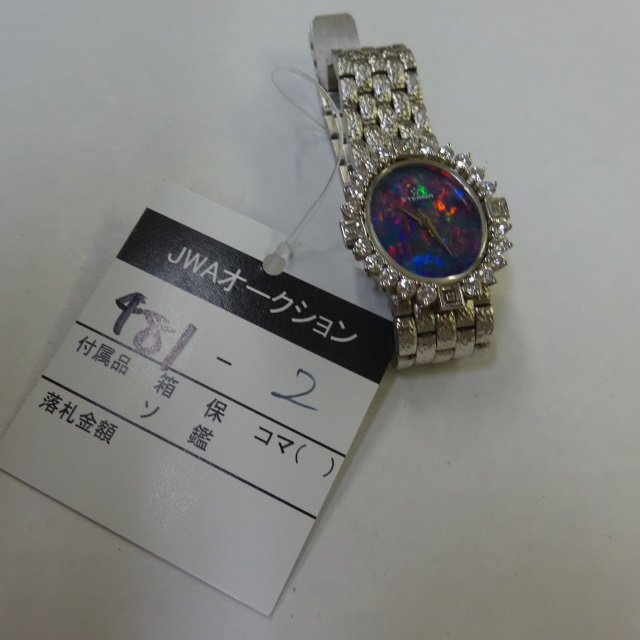 JWAオークション
481 - 2
付属品 箱 保 コマ( )
ソ 鑑
落札金額
ETERNA